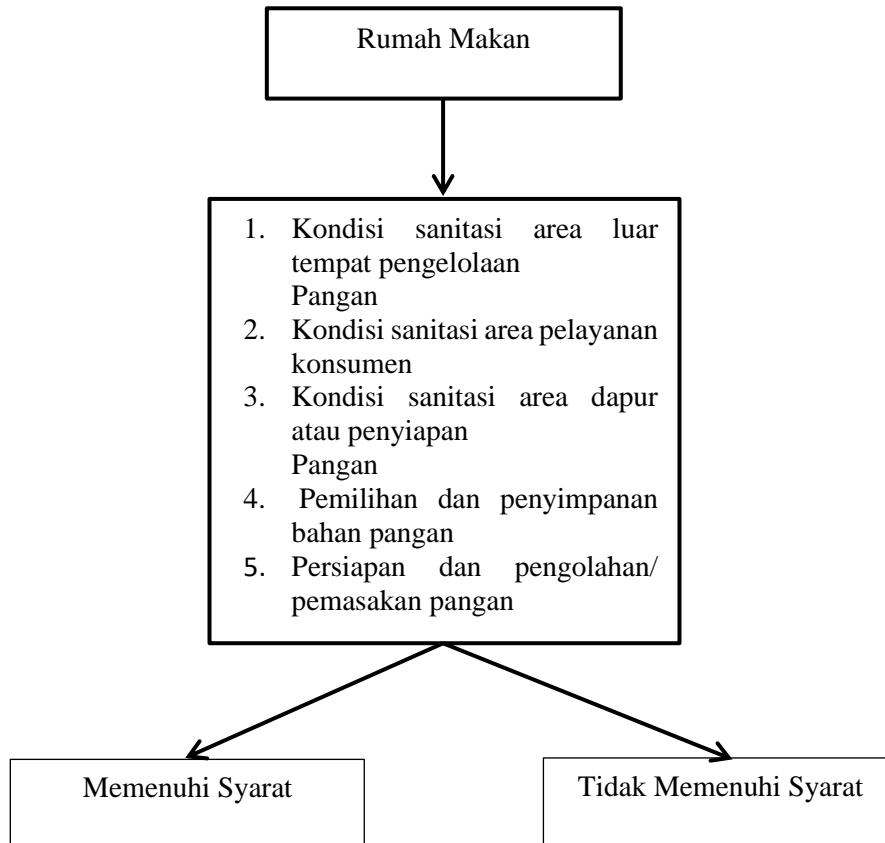 Rumah Makan
1. Kondisi sanitasi area luar
tempat pengelolaan
Pangan
2. Kondisi sanitasi area pelayanan
konsumen
3. Kondisi sanitasi area dapur
atau penyiapan
Pangan
4. Pemilihan dan penyimpanan
bahan pangan
5. Persiapan dan pengolahan/
pemasakan pangan
Memenuhi Syarat
Tidak Memenuhi Syarat